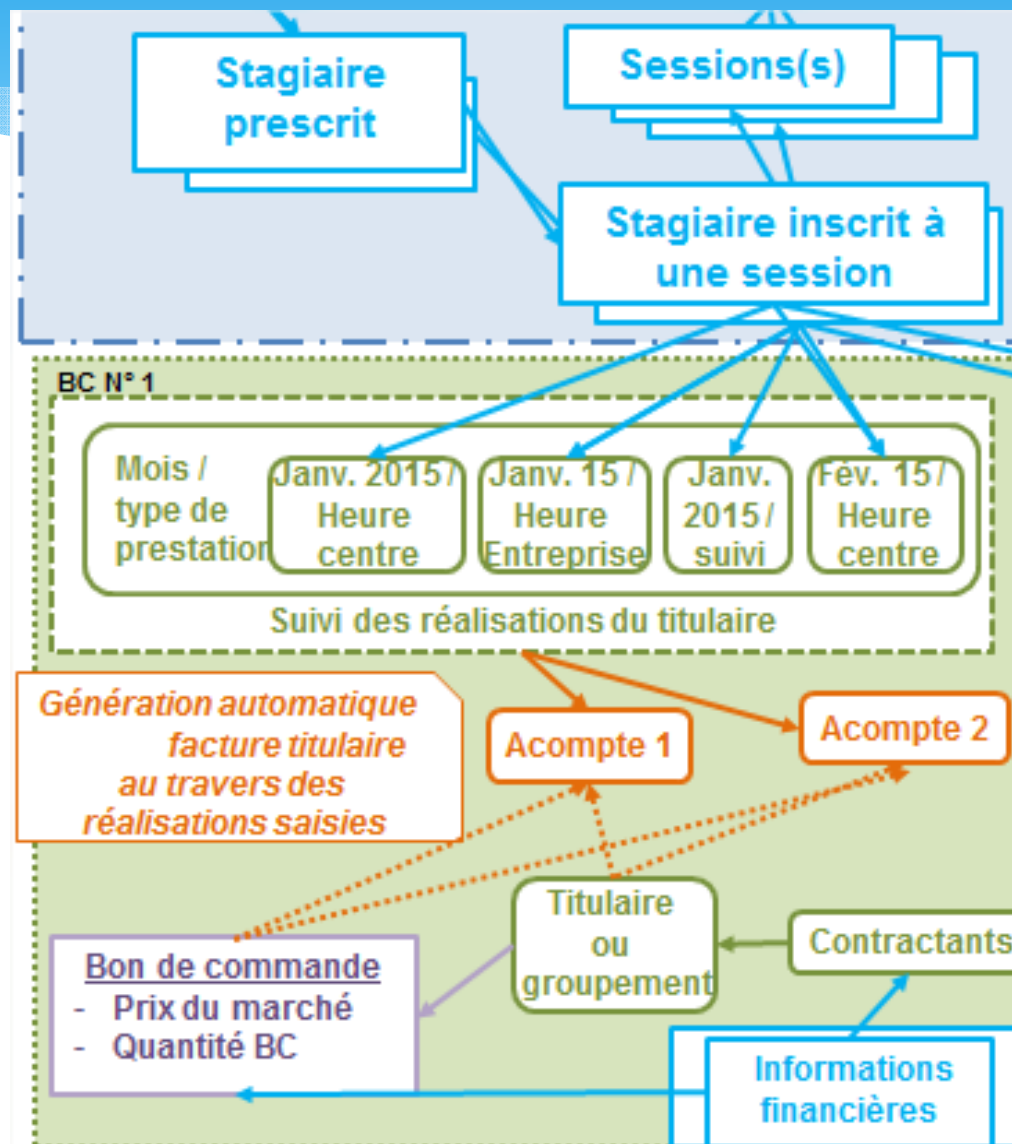 Stagiaire
prescrit
Sessions(s)
Stagiaire inscrit à
une session
BC N° 1
Mois /
type de
prestation
Janv. 2015 /
Heure
centre
Janv. 15 /
Heure
Entreprise
Janv.
2015 /
suivi
Fév. 15 /
Heure
centre
Suivi des réalisations du titulaire
Génération automatique
facture titulaire
au travers des
réalisations saisies
Acompte 1
Acompte 2
Titulaire
ou
groupement
Contractants
Bon de commande
- Prix du marché
- Quantité BC
Informations
financières